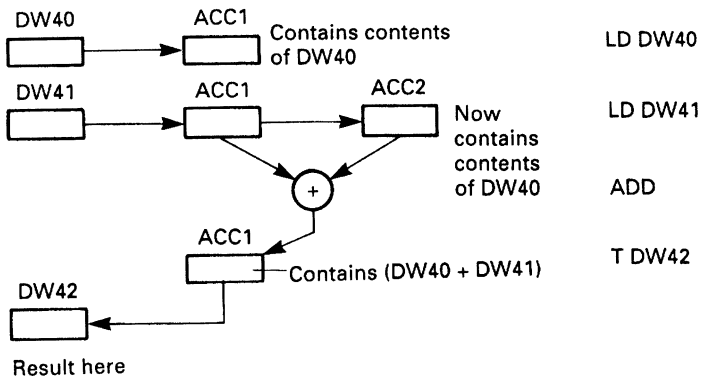 DW40
ACC1
Contains contents
of DW40
LD DW40
DW41
ACC1
ACC2
Now
contains
contents
of DW40
LD DW41
+
ADD
ACC1
Contains (DW40 + DW41)
T DW42
DW42
Result here